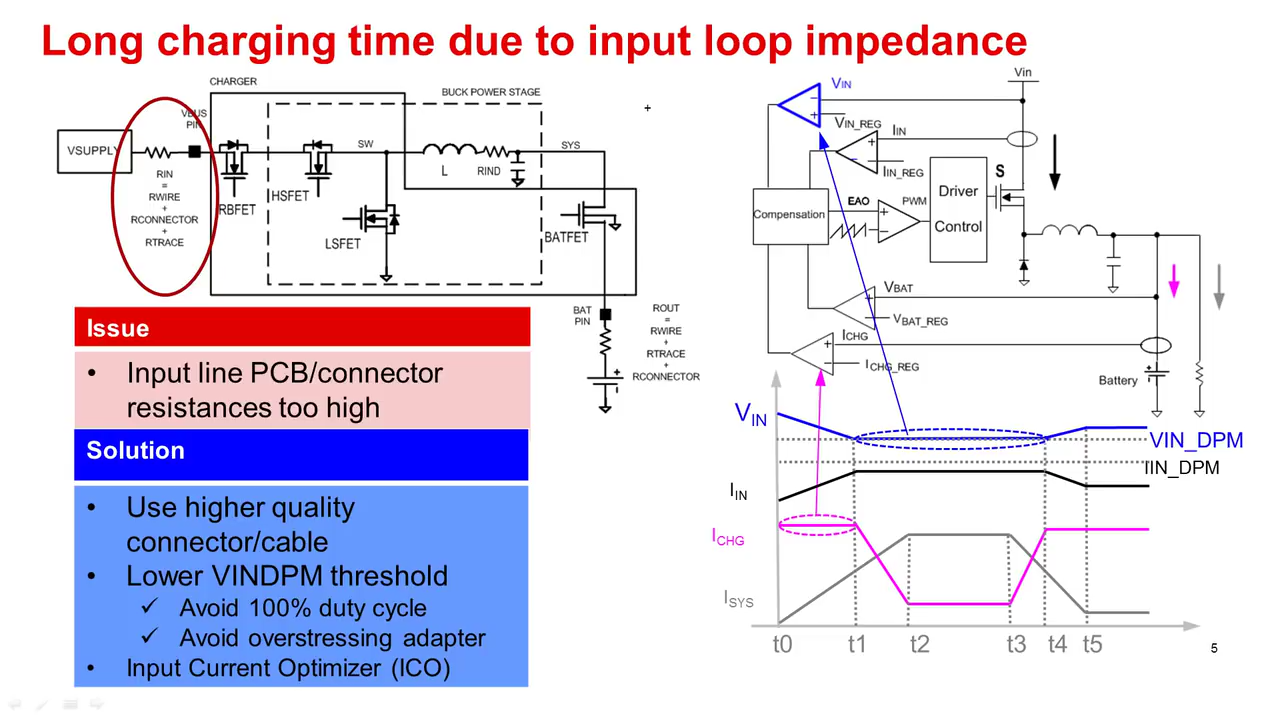 Long charging time due to input loop impedance
CHARGER
BUCK POWER STAGE
VBUS
PIN
VSUPPLY
SW
SYS
L
RIND
RIN
=
RWIRE
+
RCONNECTOR
+
RTRACE
RBFET
HSFET
LSFET
BATFET
BAT
PIN
ROUT
=
RWIRE
+
RTRACE
+
RCONNECTOR
+
-
Issue
• Input line PCB/connector
resistances too high
Solution
• Use higher quality
connector/cable
• Lower VINDPM threshold
✓ Avoid 100% duty cycle
✓ Avoid overstressing adapter
• Input Current Optimizer (ICO)
Vin
VIN
VIN_REG
IIN
IIN_REG
S
Compensation
EAO
PWM
Driver
Control
VBAT
VBAT_REG
ICHG
ICHG_REG
Battery
VIN
VIN_DPM
IIN_DPM
IIN
ICHG
ISYS
t0 t1 t2 t3 t4 t5
5